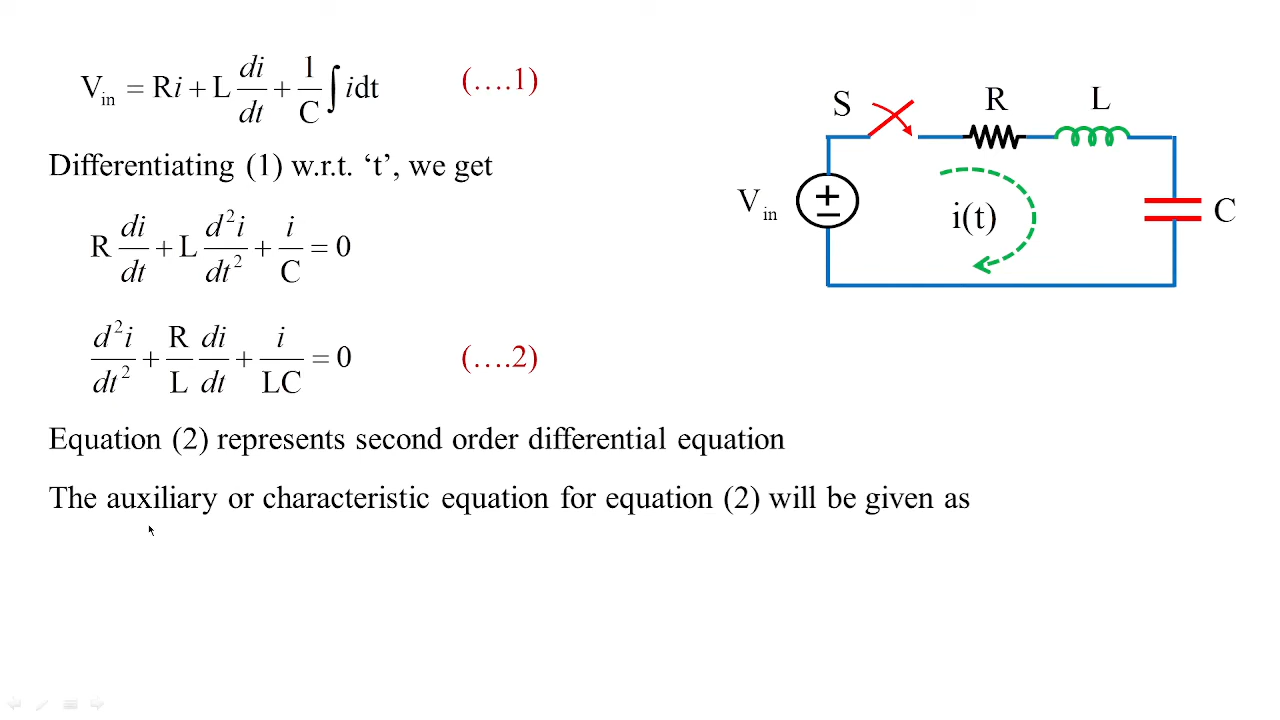 V_in = Ri + L di/dt + 1/C ∫ idt (….1)
Differentiating (1) w.r.t. ‘t’, we get
R di/dt + L d²i/dt² + i/C = 0
d²i/dt² + R/L di/dt + i/LC = 0 (….2)
Equation (2) represents second order differential equation
The auxiliary or characteristic equation for equation (2) will be given as
S
R
L
V_in
+
−
i(t)
C